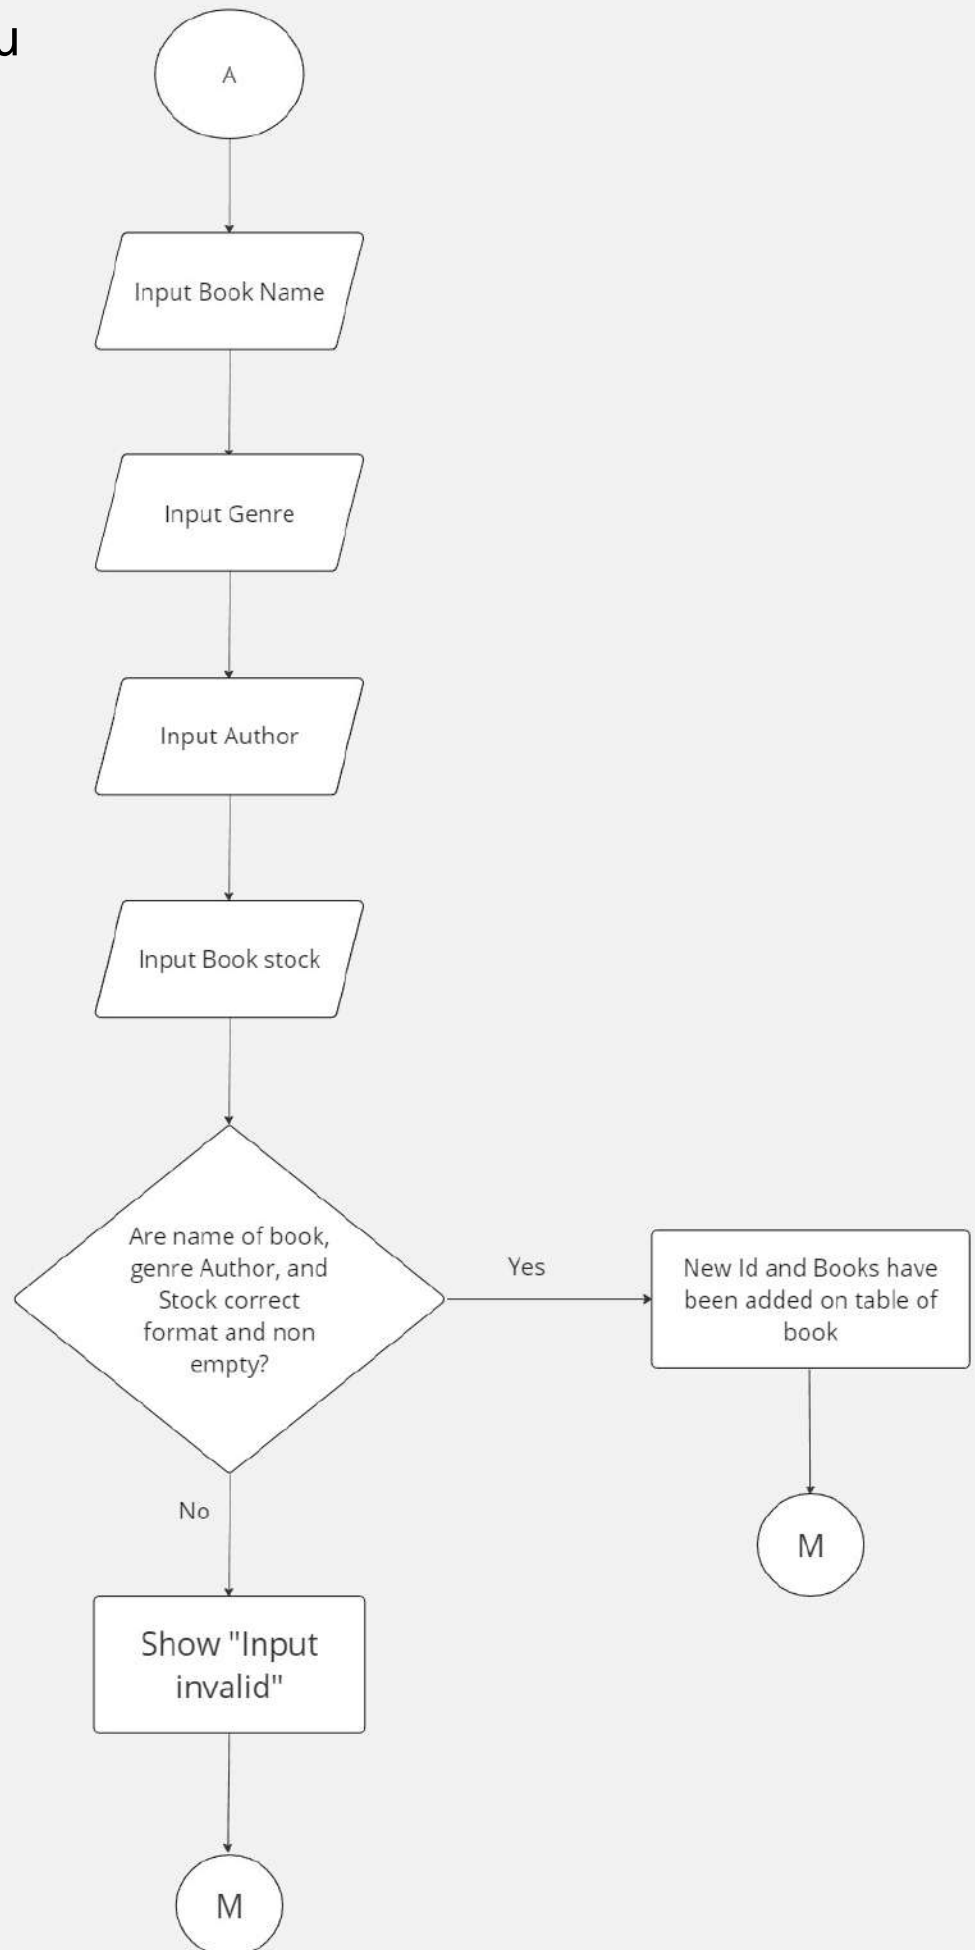 u
A
Input Book Name
Input Genre
Input Author
Input Book stock
Are name of book,
genre Author, and
Stock correct
format and non
empty?
Yes
New Id and Books have
been added on table of
book
M
No
Show "Input
invalid"
M